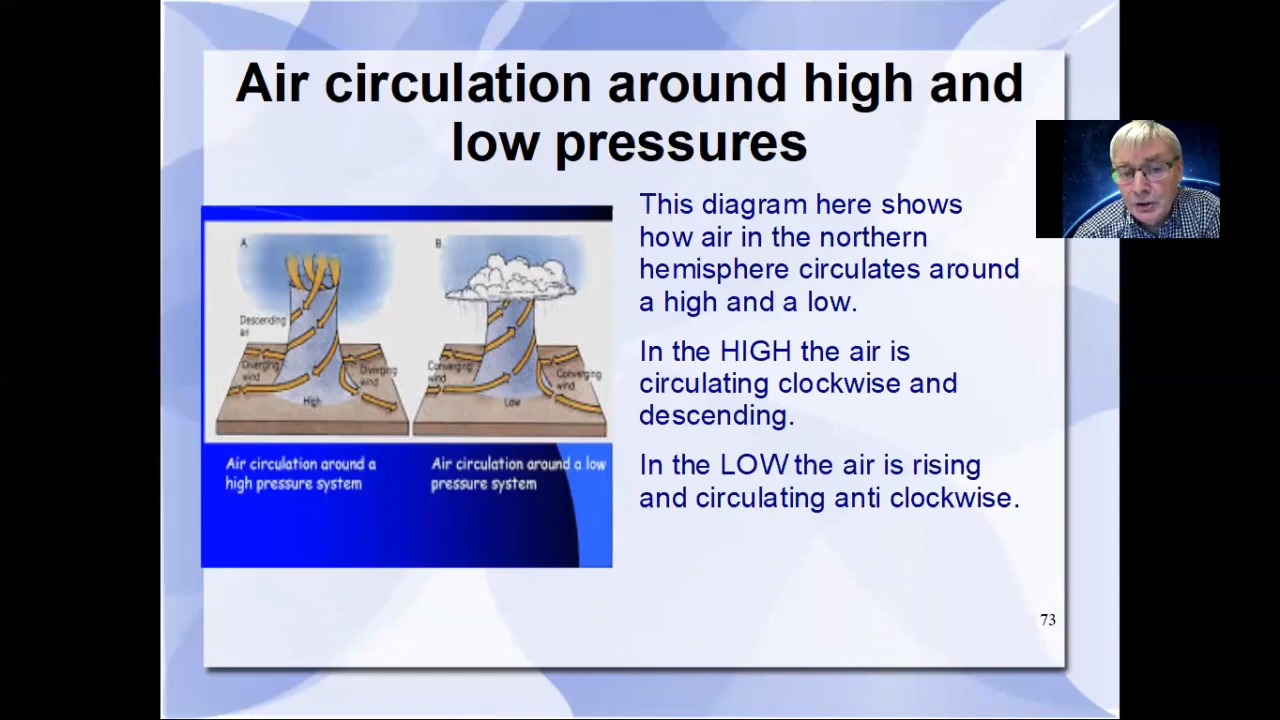 Air circulation around high and
low pressures
This diagram here shows
how air in the northern
hemisphere circulates around
a high and a low.
In the HIGH the air is
circulating clockwise and
descending.
In the LOW the air is rising
and circulating anti clockwise.
A.
B.
Descending
air
Diverging
wind
Diverging
wind
High
Converging
wind
Converging
wind
Low
Air circulation around a
high pressure system
Air circulation around a low
pressure system
73